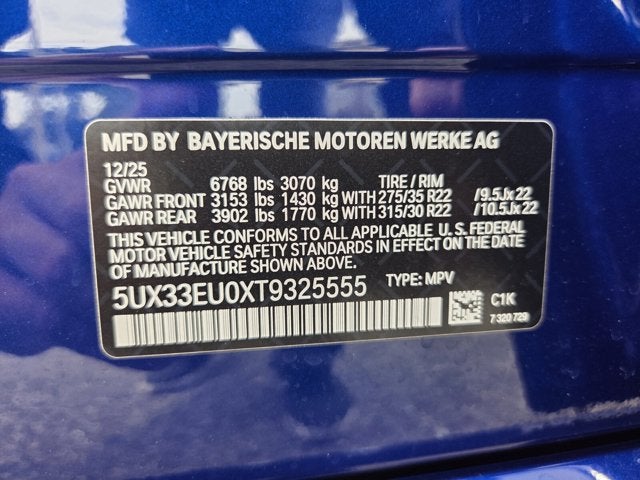 MFD BY BAYERISCHE MOTOREN WERKE AG
12/25
GVWR 6768 lbs 3070 kg TIRE / RIM
GAWR FRONT 3153 lbs 1430 kg WITH 275/35 R22 /9.5Jx22
GAWR REAR 3902 lbs 1770 kg WITH 315/30 R22 /10.5Jx22
THIS VEHICLE CONFORMS TO ALL APPLICABLE U.S. FEDERAL
MOTOR VEHICLE SAFETY STANDARDS IN EFFECT ON THE DATE
OF MANUFACTURE SHOWN ABOVE.
5UX33EU0XT9325555 TYPE: MPV
C1K
7 320 729